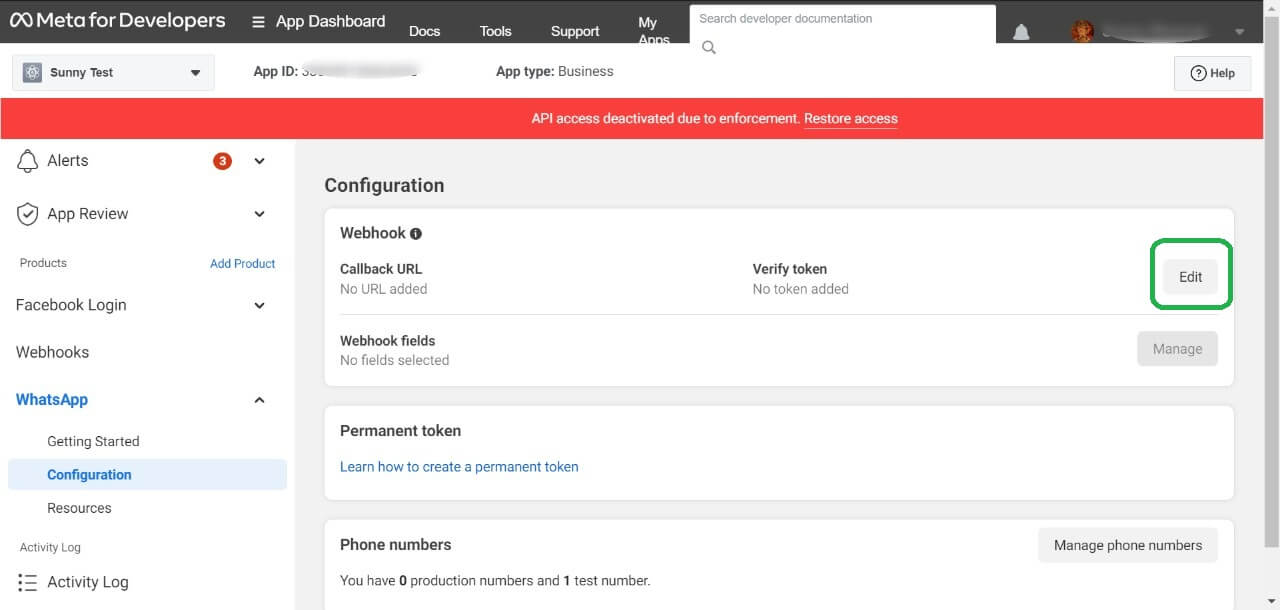 Meta for Developers
App Dashboard
Docs
Tools
Support
My Apps
Search developer documentation
Sunny Test
App ID:
App type: Business
Help
API access deactivated due to enforcement. Restore access
Alerts
3
App Review
Products
Add Product
Facebook Login
Webhooks
WhatsApp
Getting Started
Configuration
Resources
Activity Log
Activity Log
Configuration
Webhook
Callback URL
No URL added
Verify token
No token added
Edit
Webhook fields
No fields selected
Manage
Permanent token
Learn how to create a permanent token
Phone numbers
Manage phone numbers
You have 0 production numbers and 1 test number.